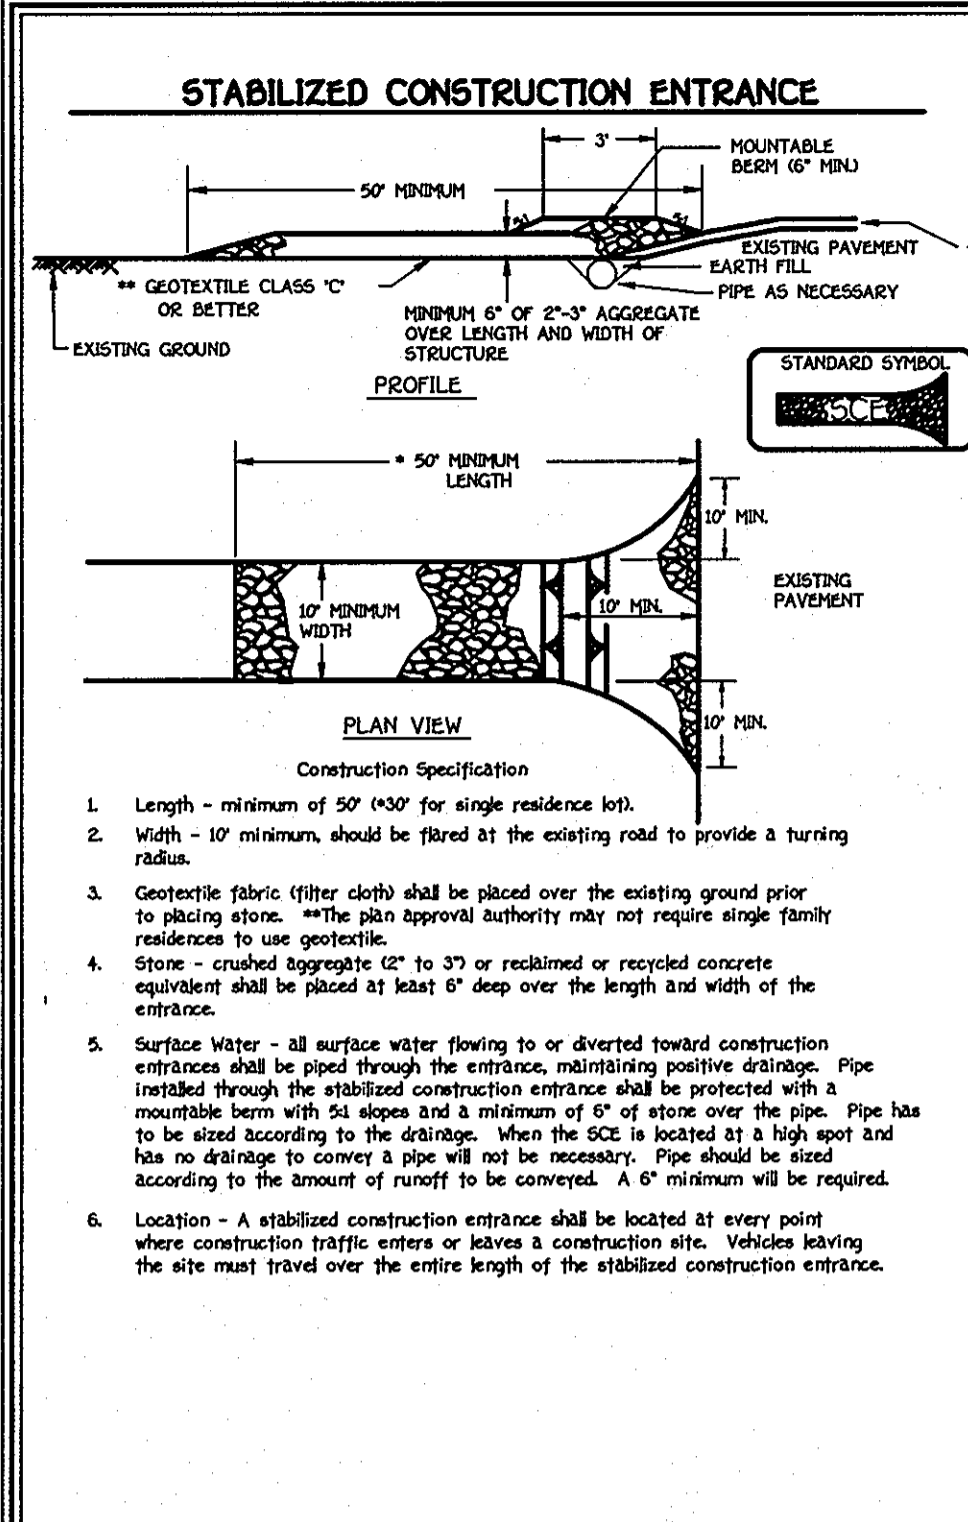 STABILIZED CONSTRUCTION ENTRANCE
3'
MOUNTABLE
BERM (6" MIN.)
50' MINIMUM
5:1
5:1
EXISTING PAVEMENT
** GEOTEXTILE CLASS 'C'
OR BETTER
EARTH FILL
PIPE AS NECESSARY
MINIMUM 6" OF 2"-3" AGGREGATE
OVER LENGTH AND WIDTH OF
STRUCTURE
EXISTING GROUND
PROFILE
STANDARD SYMBOL
SCE
* 50' MINIMUM
LENGTH
10' MIN.
10' MINIMUM
WIDTH
10' MIN.
EXISTING
PAVEMENT
10' MIN.
PLAN VIEW
Construction Specification
1. Length - minimum of 50' (*30' for single residence lot).
2. Width - 10' minimum, should be flared at the existing road to provide a turning
radius.
3. Geotextile fabric (filter cloth) shall be placed over the existing ground prior
to placing stone. **The plan approval authority may not require single family
residences to use geotextile.
4. Stone - crushed aggregate (2" to 3") or reclaimed or recycled concrete
equivalent shall be placed at least 6" deep over the length and width of the
entrance.
5. Surface Water - all surface water flowing to or diverted toward construction
entrances shall be piped through the entrance, maintaining positive drainage. Pipe
installed through the stabilized construction entrance shall be protected with a
mountable berm with 5:1 slopes and a minimum of 6" of stone over the pipe. Pipe has
to be sized according to the drainage. When the SCE is located at a high spot and
has no drainage to convey a pipe will not be necessary. Pipe should be sized
according to the amount of runoff to be conveyed. A 6" minimum will be required.
6. Location - A stabilized construction entrance shall be located at every point
where construction traffic enters or leaves a construction site. Vehicles leaving
the site must travel over the entire length of the stabilized construction entrance.